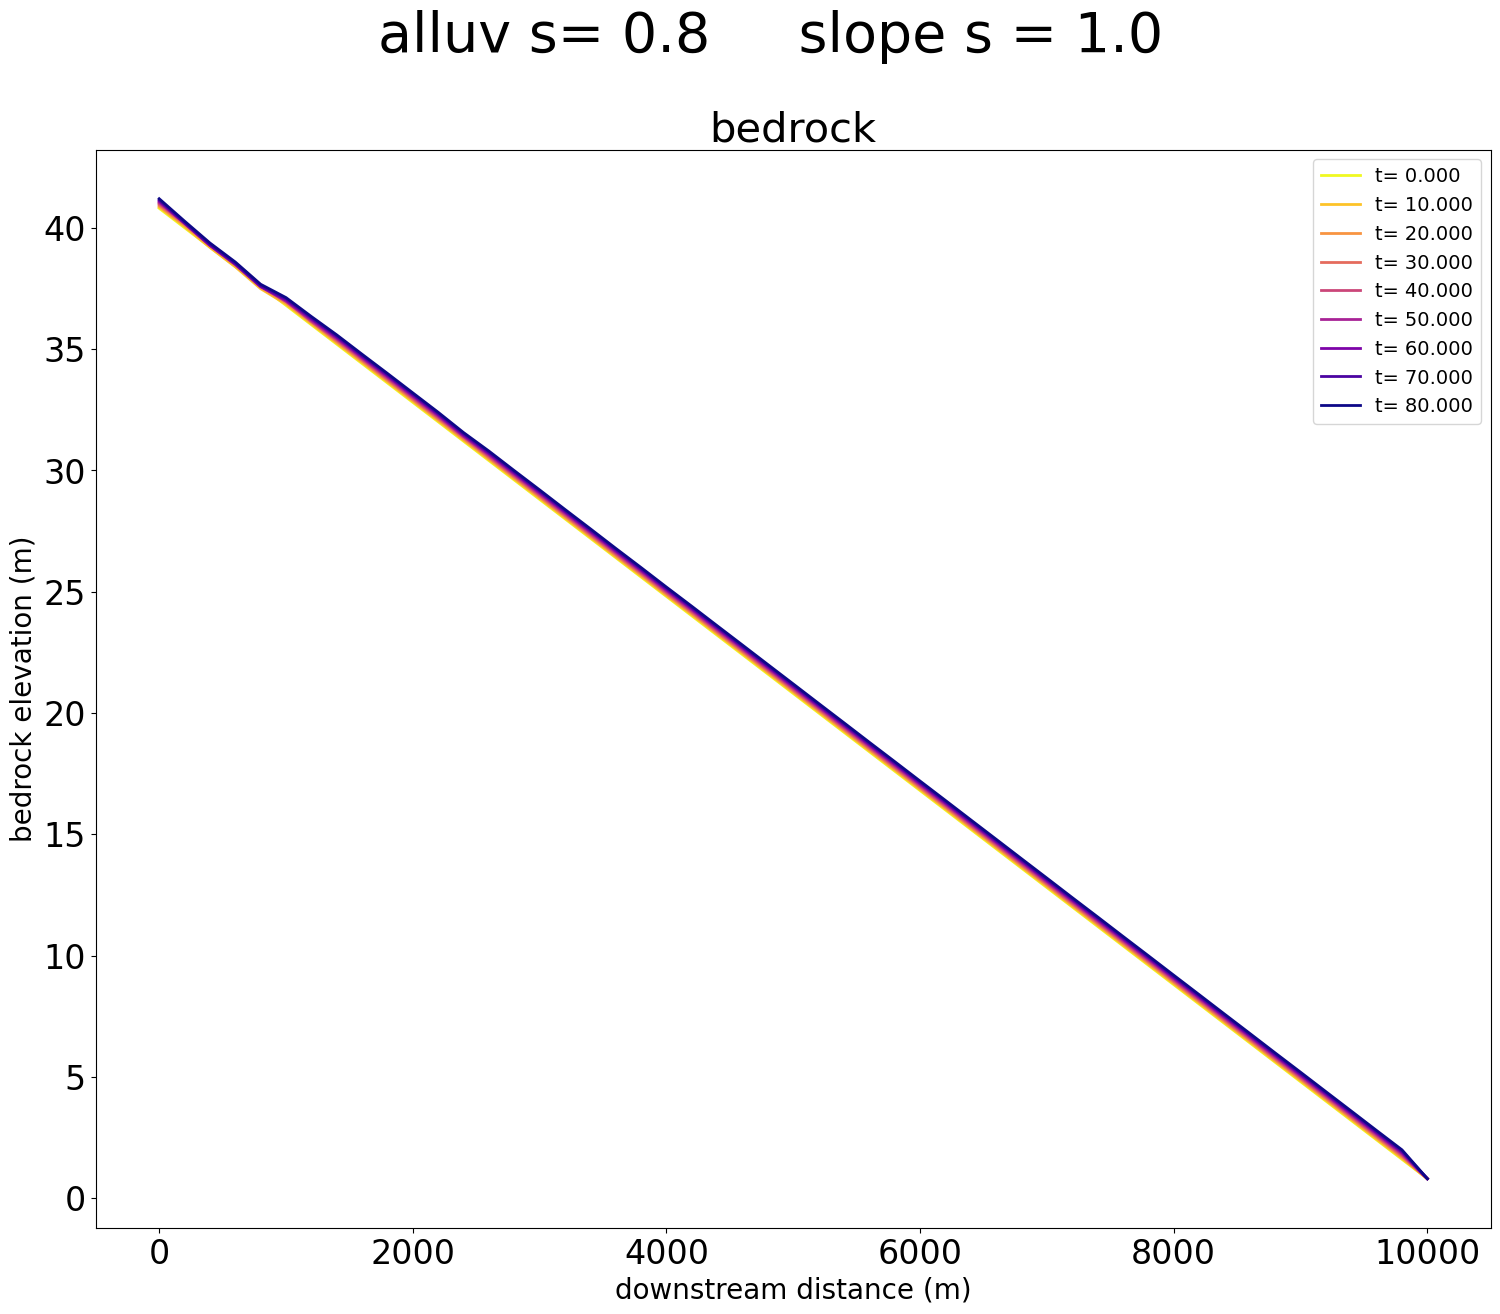 alluv s= 0.8 slope s = 1.0
bedrock
t= 0.000
t= 10.000
t= 20.000
t= 30.000
t= 40.000
t= 50.000
t= 60.000
t= 70.000
t= 80.000
40
35
30
25
20
15
10
5
0
bedrock elevation (m)
0 2000 4000 6000 8000 10000
downstream distance (m)